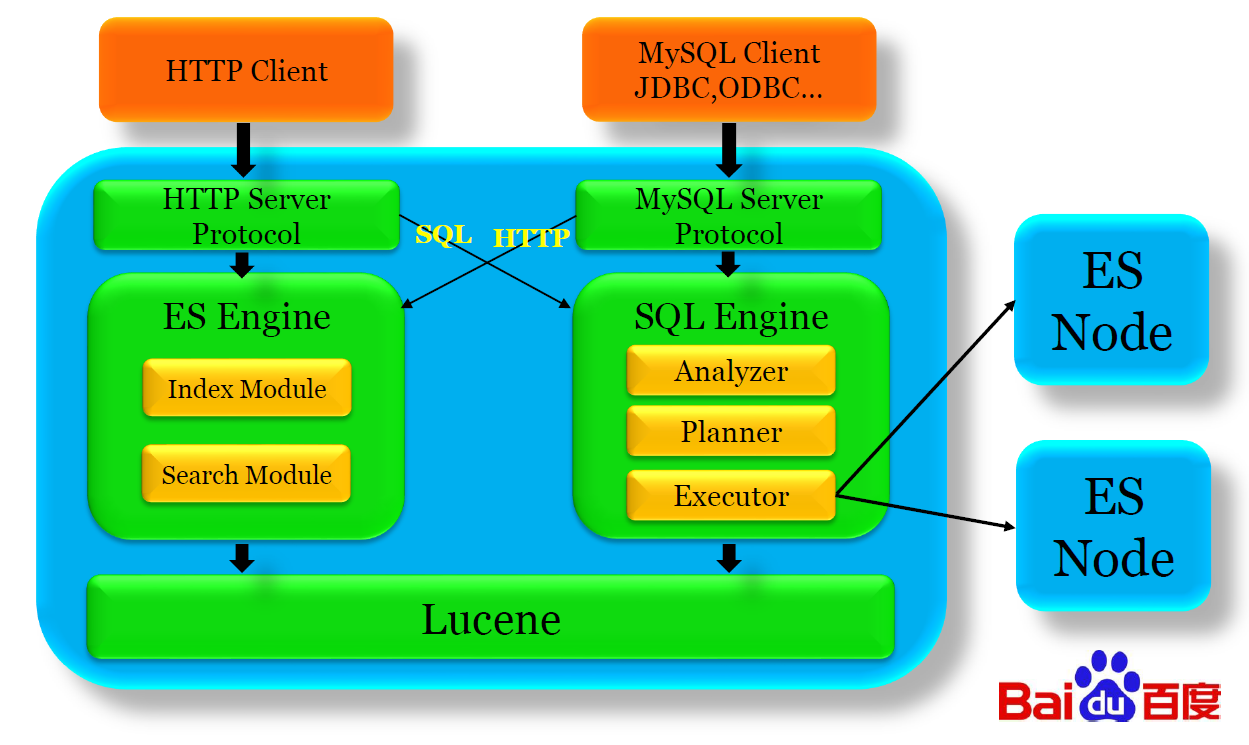 HTTP Client
MySQL Client
JDBC,ODBC...
HTTP Server
Protocol
MySQL Server
Protocol
SQL
HTTP
ES Engine
Index Module
Search Module
SQL Engine
Analyzer
Planner
Executor
Lucene
ES
Node
ES
Node
Baidu百度